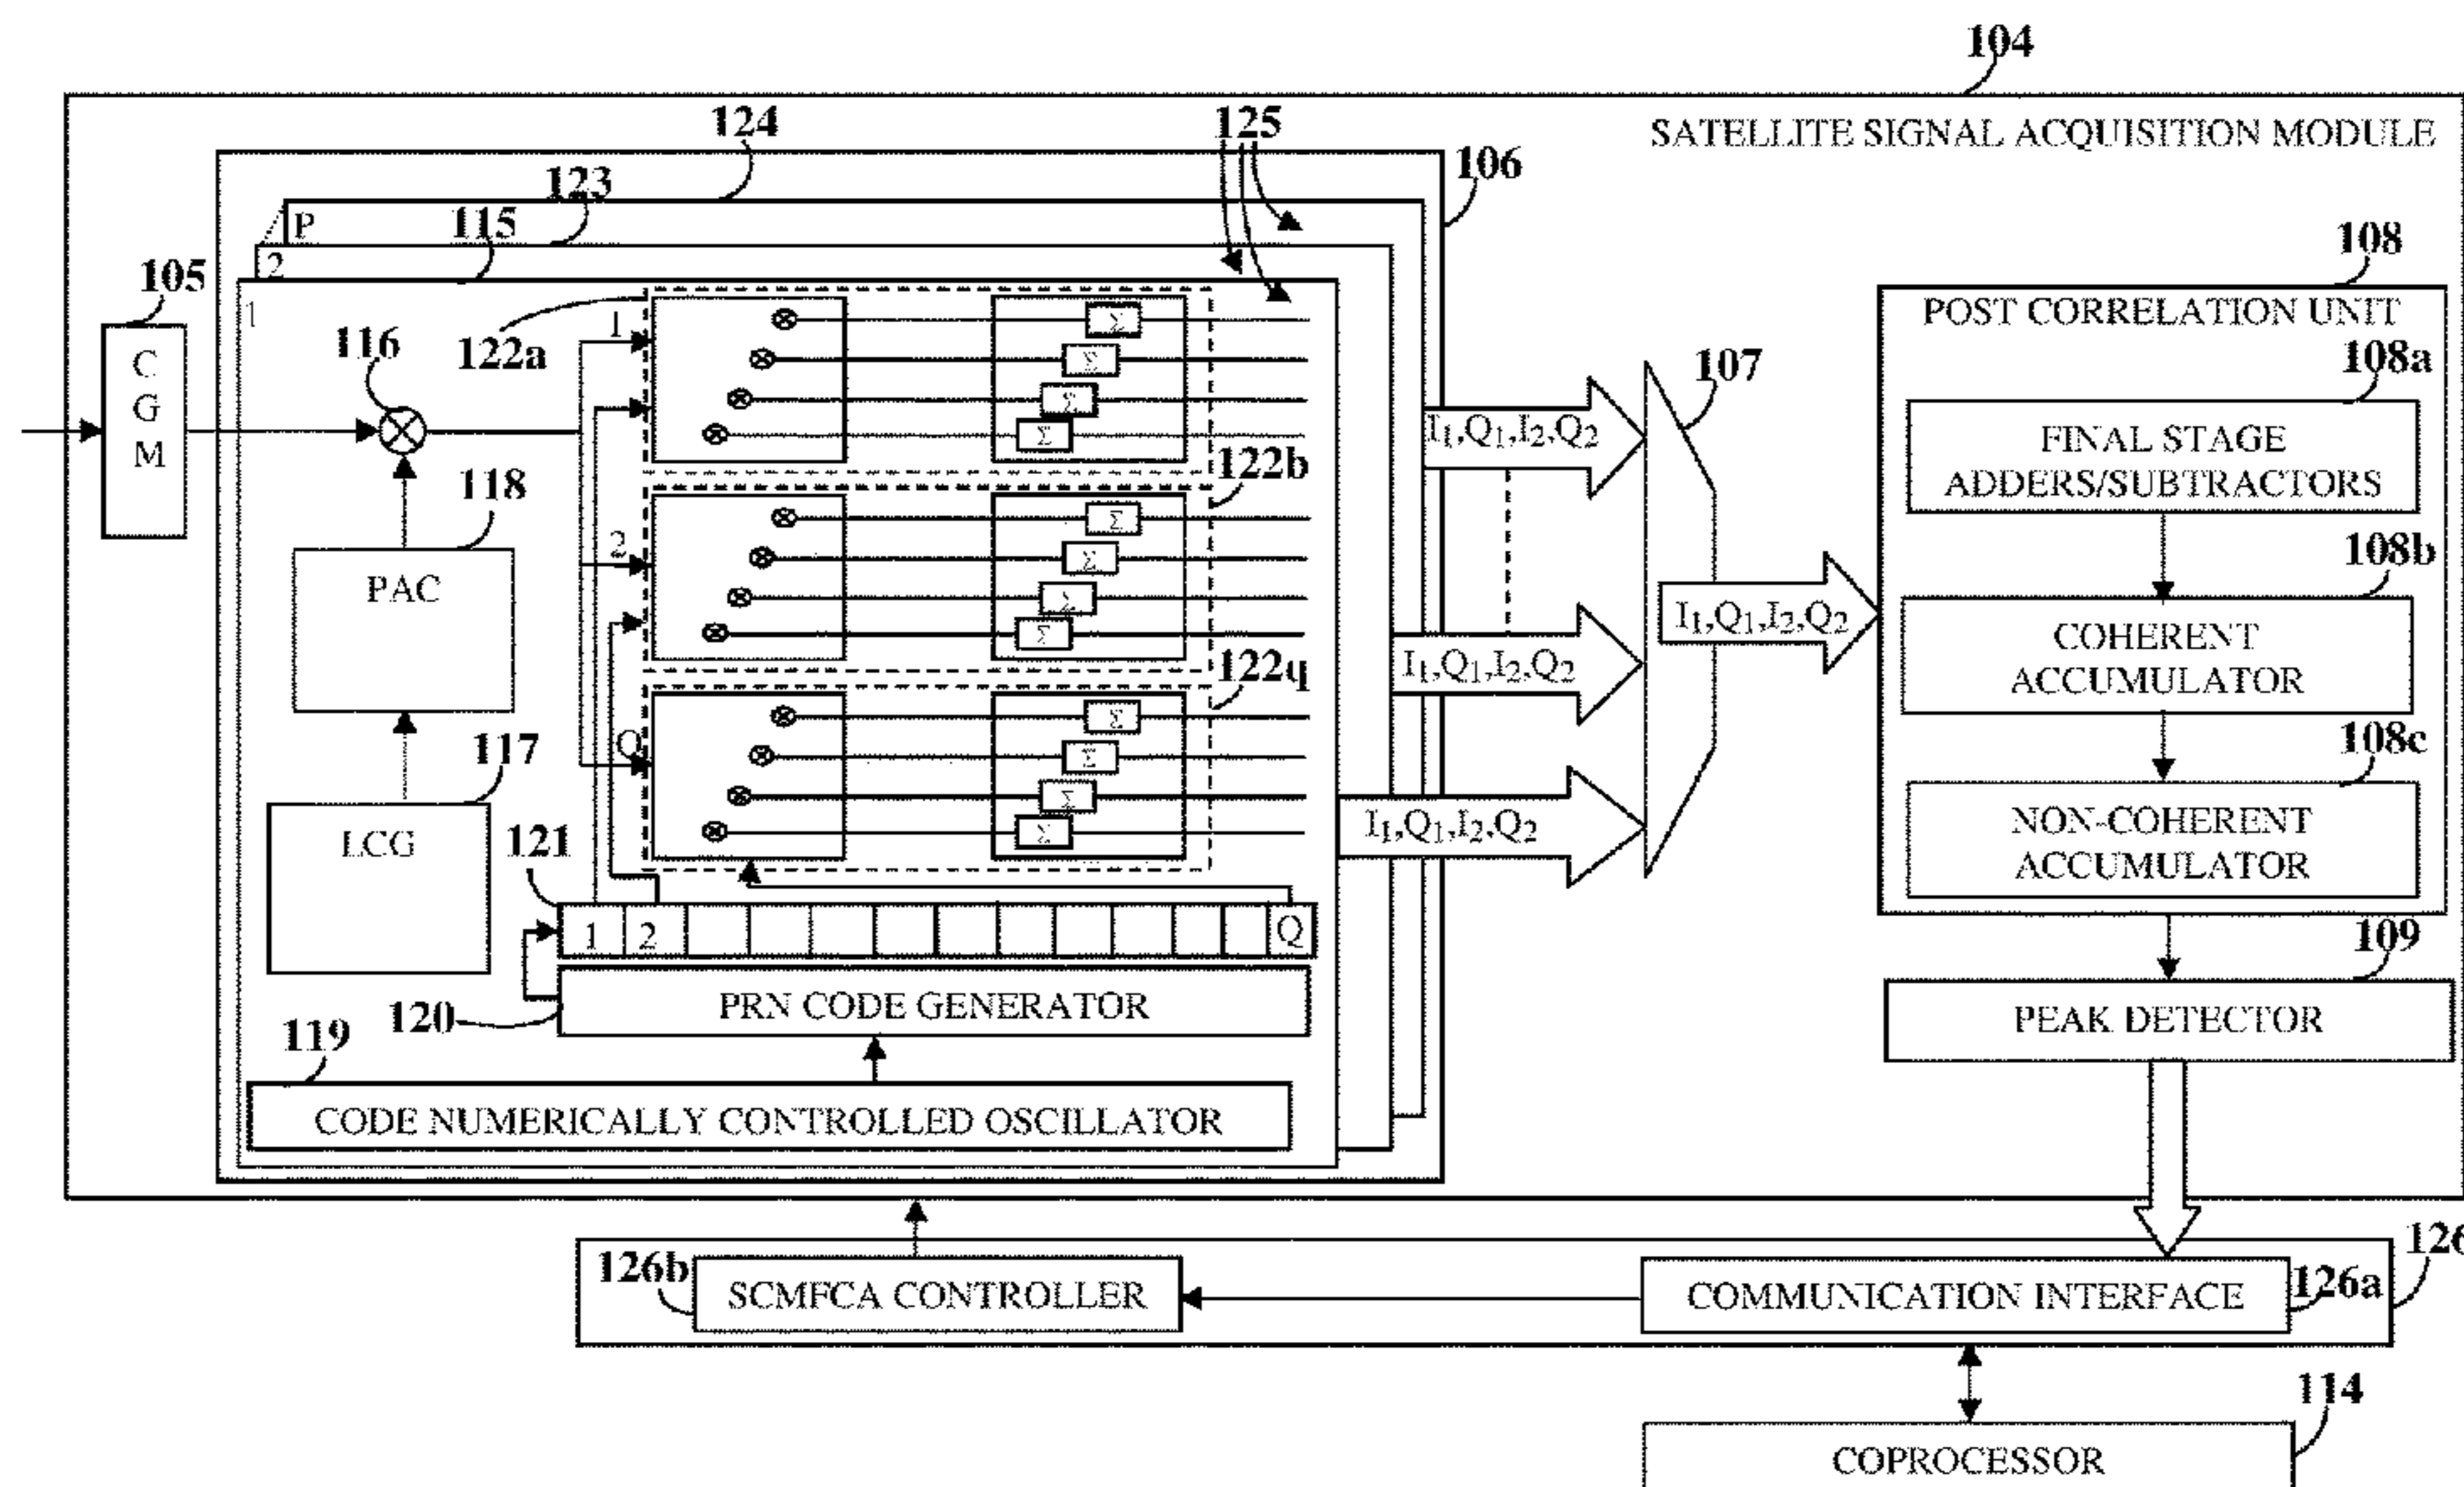 104
SATELLITE SIGNAL ACQUISITION MODULE
124
125
123
106
115
P
2
1
105
C
G
M
116
122a
1
Σ
Σ
Σ
Σ
122b
118
PAC
2
Σ
Σ
Σ
Σ
122q
117
LCG
Q
Σ
Σ
Σ
Σ
121
1 2 Q
PRN CODE GENERATOR
120
119
CODE NUMERICALLY CONTROLLED OSCILLATOR
I1,Q1,I2,Q2
I1,Q1,I2,Q2
I1,Q1,I2,Q2
107
I1,Q1,I2,Q2
108
POST CORRELATION UNIT
108a
FINAL STAGE
ADDERS/SUBTRACTORS
108b
COHERENT
ACCUMULATOR
108c
NON-COHERENT
ACCUMULATOR
109
PEAK DETECTOR
126
126b
SCMFCA CONTROLLER
COMMUNICATION INTERFACE
126a
114
COPROCESSOR